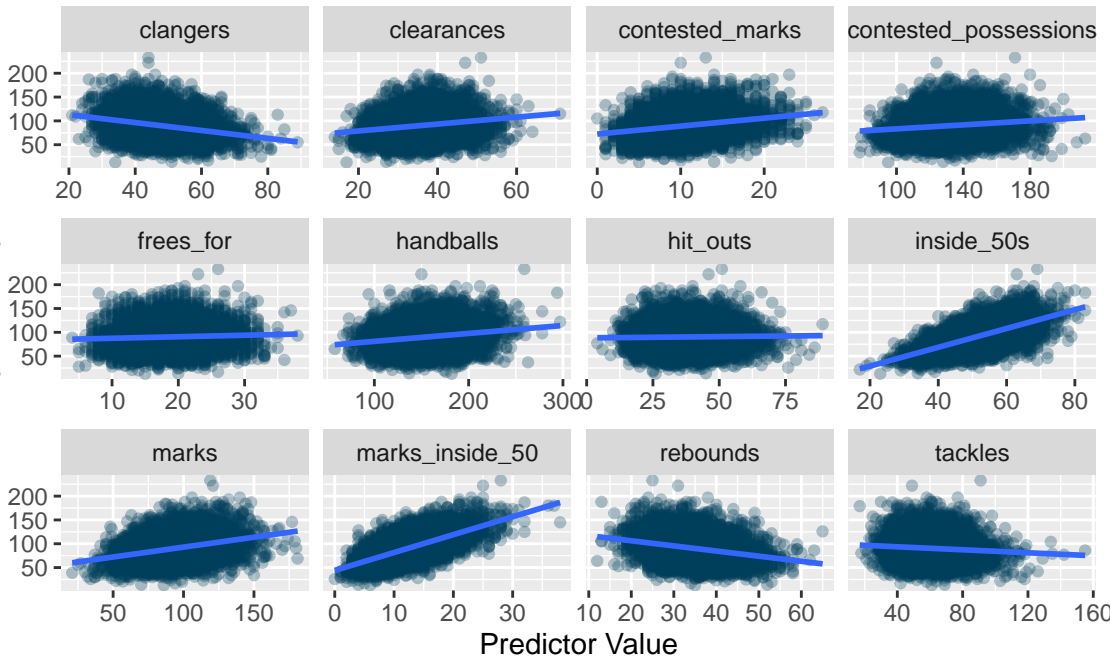 clangers clearances contested_marks contested_possessions
200
150
100
50
20 40 60 80 20 40 60 0 10 20 100 140 180
frees_for handballs hit_outs inside_50s
200
150
100
50
10 20 30 100 200 300 0 25 50 75 20 40 60 80
marks marks_inside_50 rebounds tackles
200
150
100
50
50 100 150 0 10 20 30 10 20 30 40 50 60 40 80 120 160
Predictor Value